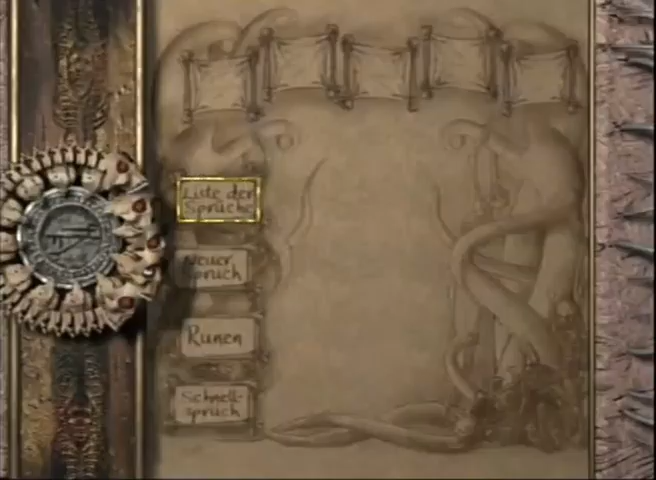 Liste der
Sprüche
Neuer
Spruch
Runen
Schnell-
spruch